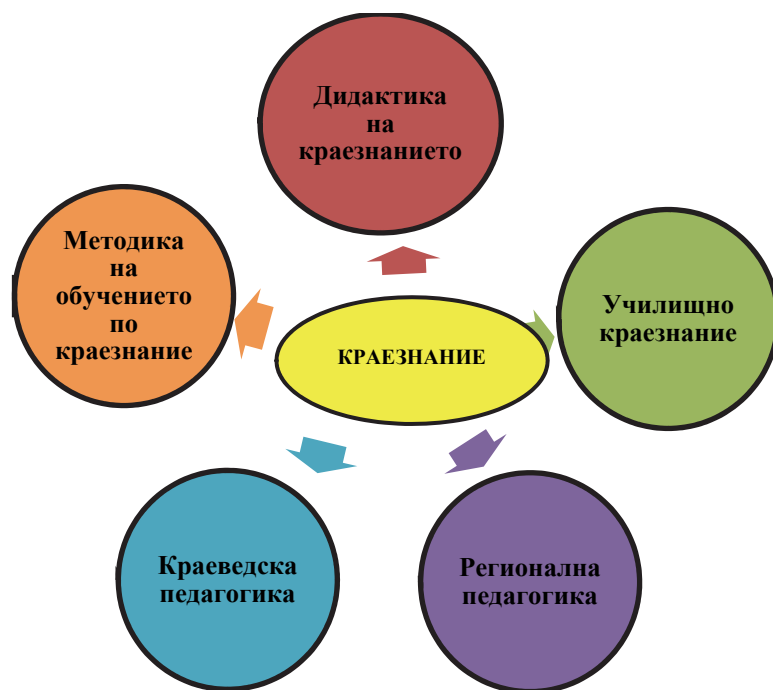 Дидактика
на
краезнанието
Методика
на
обучението
по
краезнание
Училищно
краезнание
КРАЕЗНАНИЕ
Краеведска
педагогика
Регионална
педагогика